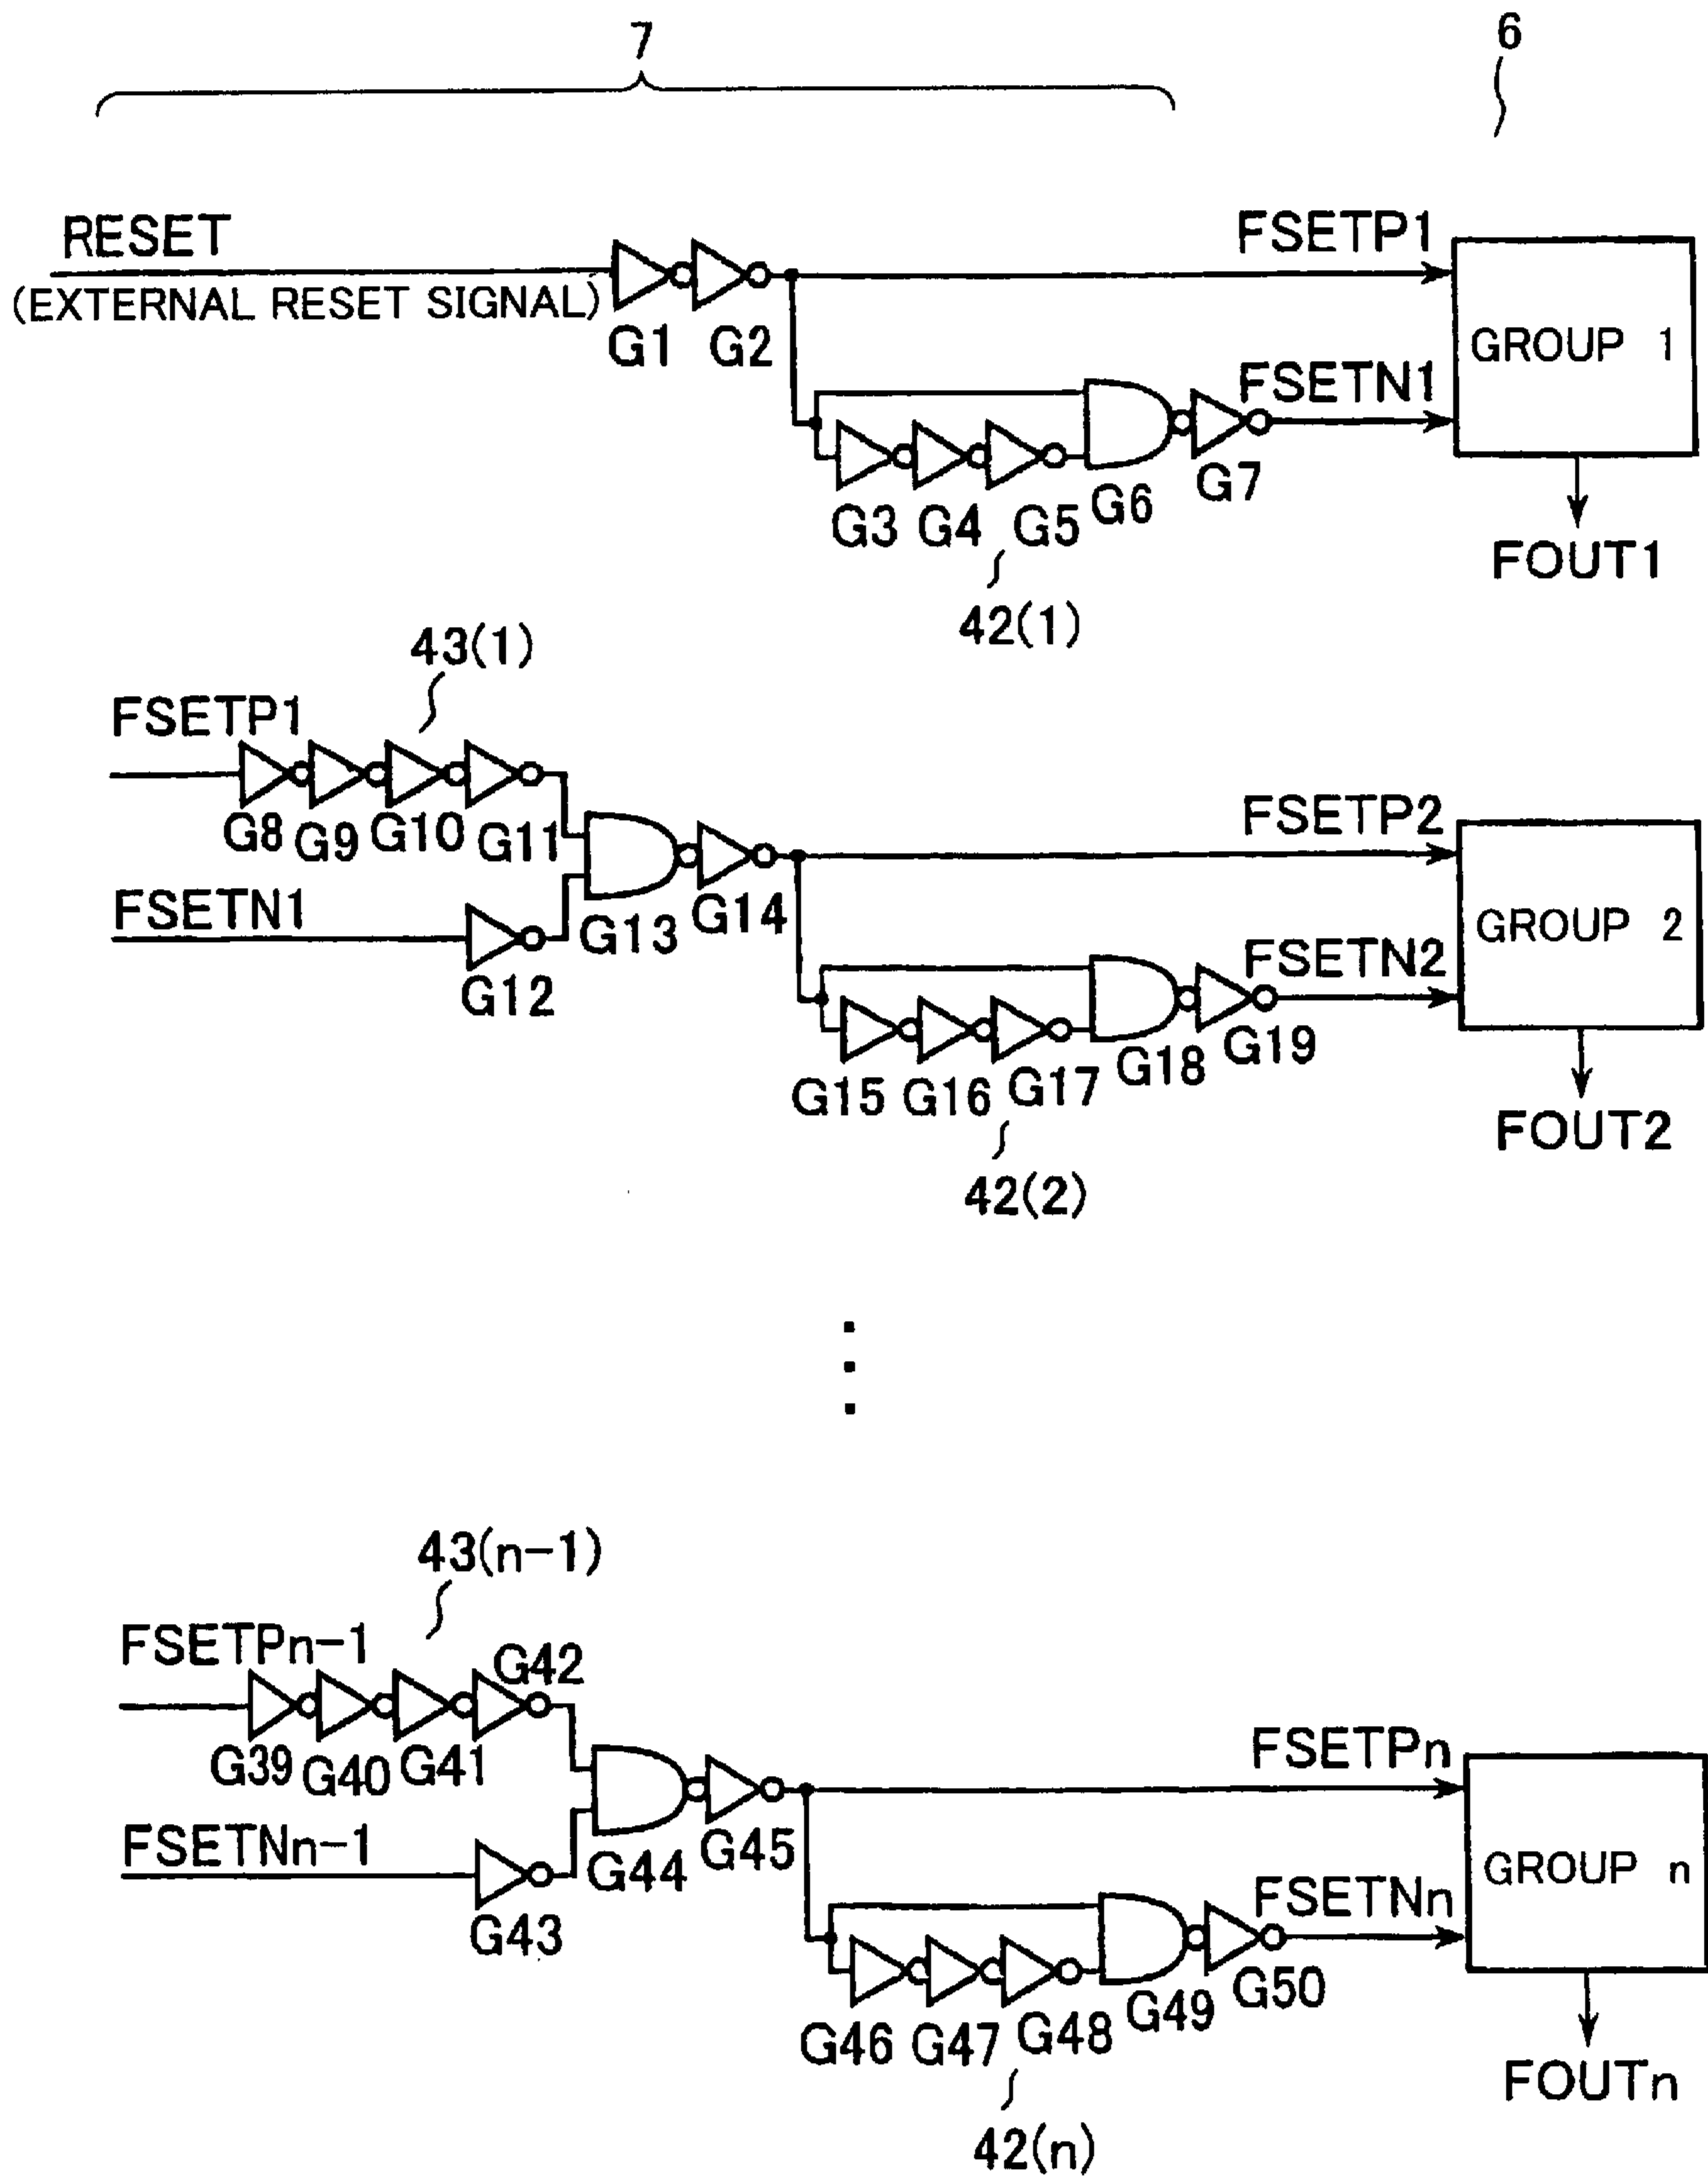 7
6
RESET
(EXTERNAL RESET SIGNAL)
G1
G2
FSETP1
GROUP 1
FSETN1
G3
G4
G5
G6
G7
FOUT1
42(1)
43(1)
FSETP1
G8
G9
G10
G11
FSETP2
FSETN1
G12
G13
G14
GROUP 2
FSETN2
G15
G16
G17
G18
G19
FOUT2
42(2)
43(n-1)
FSETPn-1
G42
G39
G40
G41
FSETPn
FSETNn-1
G43
G44
G45
GROUP n
FSETNn
G46
G47
G48
G49
G50
FOUTn
42(n)